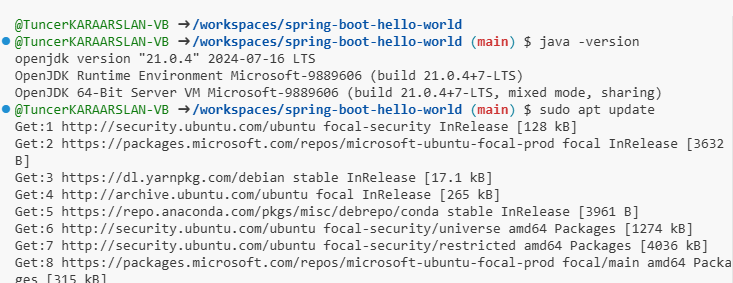 @TuncerKARAARSLAN-VB ➜/workspaces/spring-boot-hello-world
@TuncerKARAARSLAN-VB ➜/workspaces/spring-boot-hello-world (main) $ java -version
openjdk version "21.0.4" 2024-07-16 LTS
OpenJDK Runtime Environment Microsoft-9889606 (build 21.0.4+7-LTS)
OpenJDK 64-Bit Server VM Microsoft-9889606 (build 21.0.4+7-LTS, mixed mode, sharing)
@TuncerKARAARSLAN-VB ➜/workspaces/spring-boot-hello-world (main) $ sudo apt update
Get:1 http://security.ubuntu.com/ubuntu focal-security InRelease [128 kB]
Get:2 https://packages.microsoft.com/repos/microsoft-ubuntu-focal-prod focal InRelease [3632
B]
Get:3 https://dl.yarnpkg.com/debian stable InRelease [17.1 kB]
Get:4 http://archive.ubuntu.com/ubuntu focal InRelease [265 kB]
Get:5 https://repo.anaconda.com/pkgs/misc/debrepo/conda stable InRelease [3961 B]
Get:6 http://security.ubuntu.com/ubuntu focal-security/universe amd64 Packages [1274 kB]
Get:7 http://security.ubuntu.com/ubuntu focal-security/restricted amd64 Packages [4036 kB]
Get:8 https://packages.microsoft.com/repos/microsoft-ubuntu-focal-prod focal/main amd64 Packa
ges [315 kB]